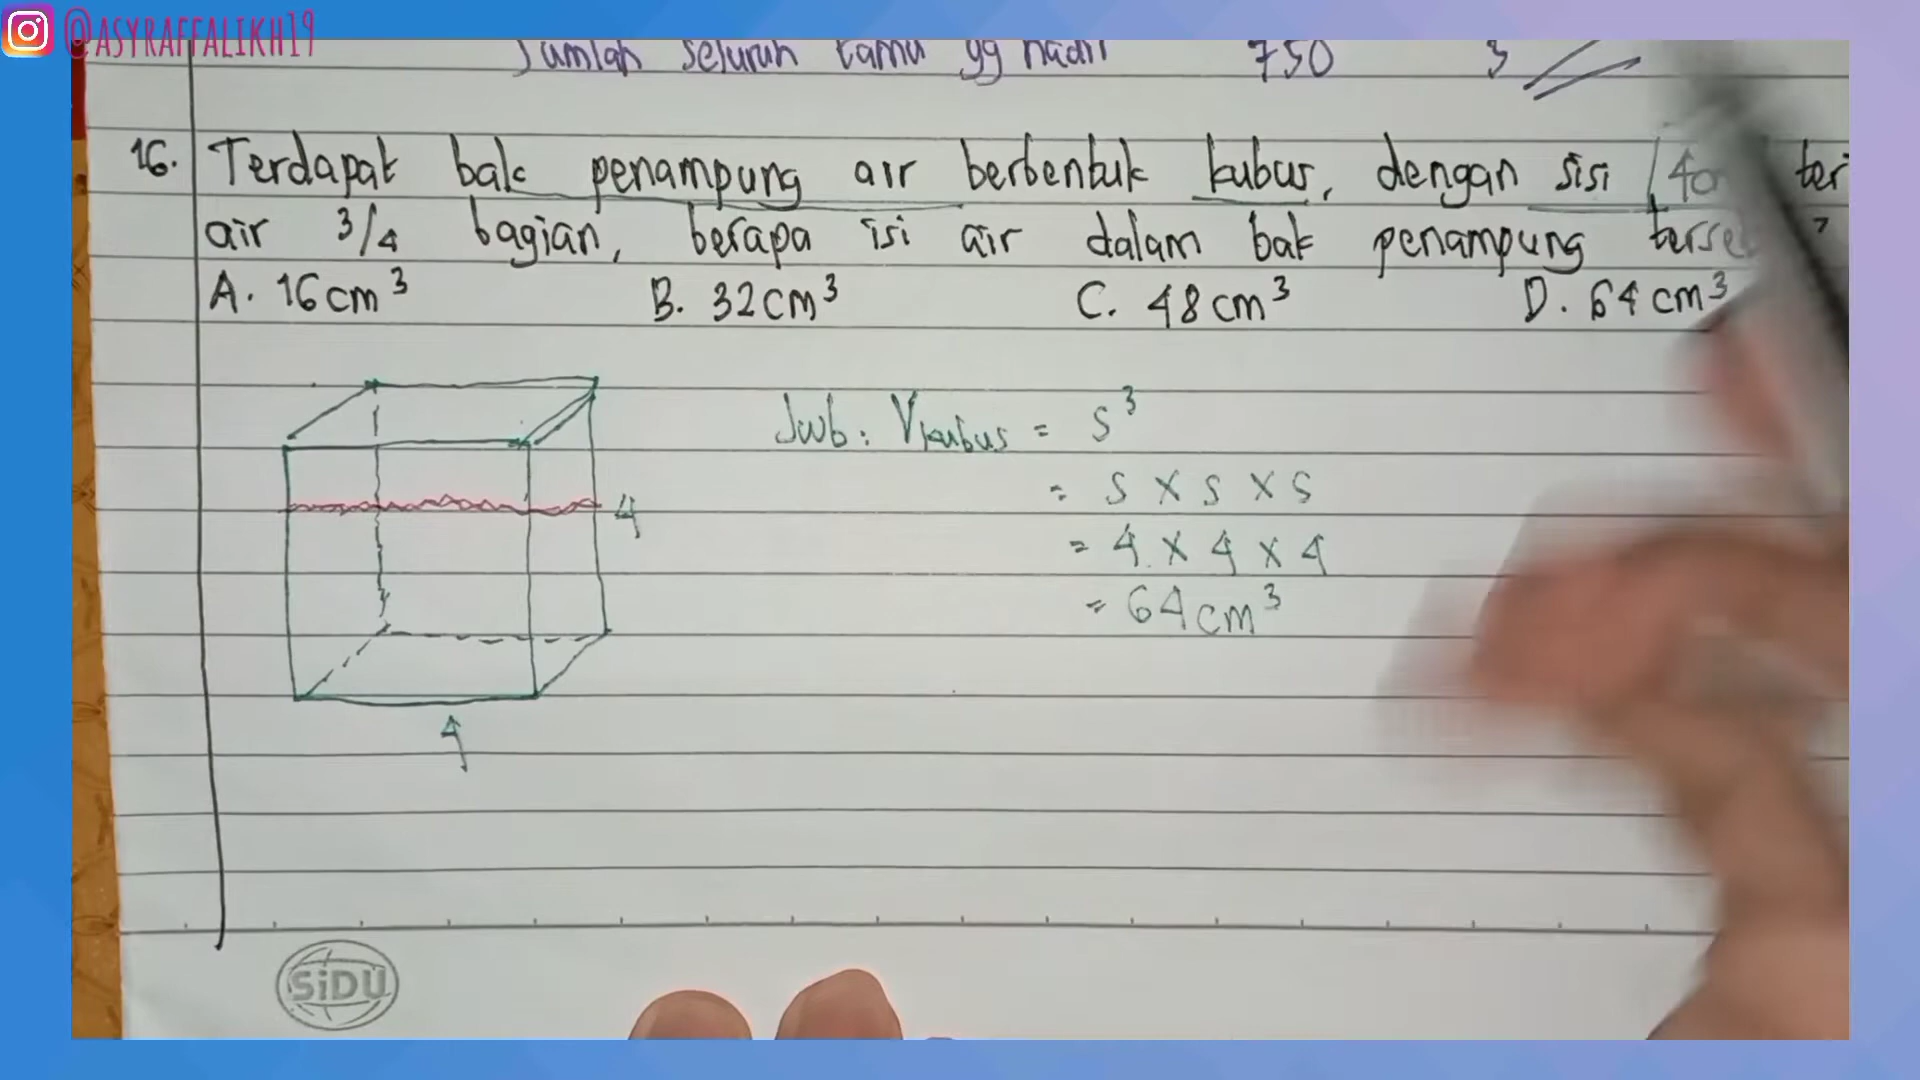 @ASYRAFFALIKH19
Jumlah seluruh tamu yg hadir 750 3
16. Terdapat bak penampung air berbentuk kubus, dengan sisi
air 3/4 bagian, berapa isi air dalam bak penampung
A. 16 cm³ B. 32 cm³ C. 48 cm³ D. 64 cm³
Jwb: Vkubus = s³
= s x s x s
4
= 4 x 4 x 4
= 64 cm³
4
SiDU